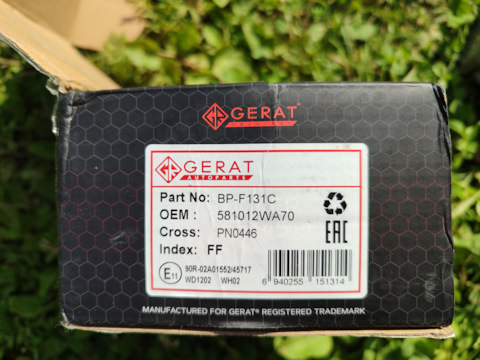 GERAT®
GERAT
AUTOPARTS
Part No: BP-F131C
OEM : 581012WA70
Cross: PN0446
Index: FF
EAC
E11 90R-02A01552/45717
WD1202 WH02
6 940255 151314
MANUFACTURED FOR GERAT® REGISTERED TRADEMARK